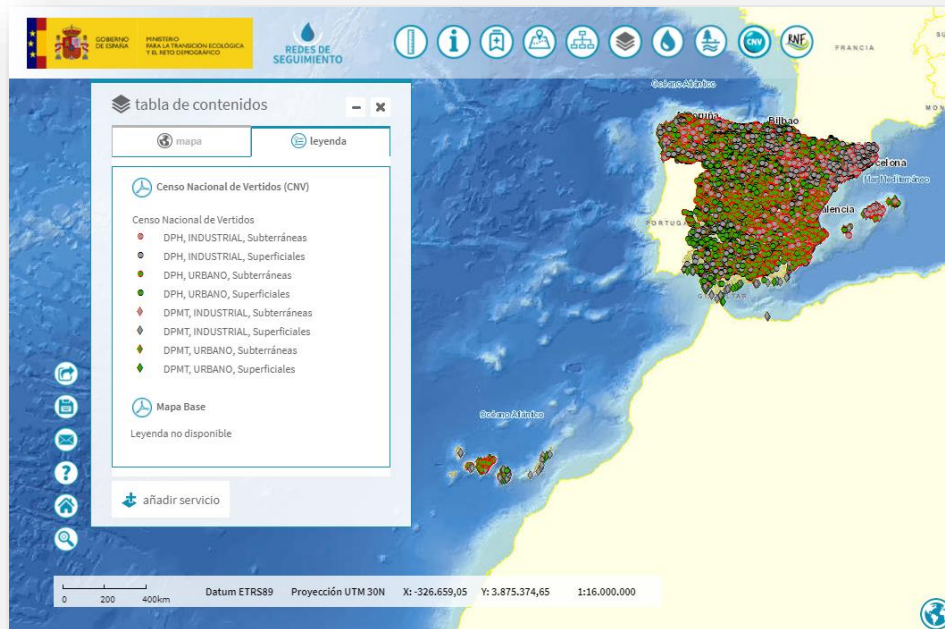 GOBIERNO
DE ESPAÑA
MINISTERIO
PARA LA TRANSICIÓN ECOLÓGICA
Y EL RETO DEMOGRÁFICO
REDES DE
SEGUIMIENTO
CNV
RNF
FRANCIA
Océano Atlántico
tabla de contenidos
mapa
leyenda
Bilbao
celona
Mar Mediterráneo
alencia
PORTUGA
Censo Nacional de Vertidos (CNV)
Censo Nacional de Vertidos
DPH, INDUSTRIAL, Subterráneas
DPH, INDUSTRIAL, Superficiales
DPH, URBANO, Subterráneas
DPH, URBANO, Superficiales
DPMT, INDUSTRIAL, Subterráneas
DPMT, INDUSTRIAL, Superficiales
DPMT, URBANO, Subterráneas
DPMT, URBANO, Superficiales
Mapa Base
Leyenda no disponible
Océano Atlántico
añadir servicio
0 200 400km
Datum ETRS89 Proyección UTM 30N X: -326.659,05 Y: 3.875.374,65 1:16.000.000